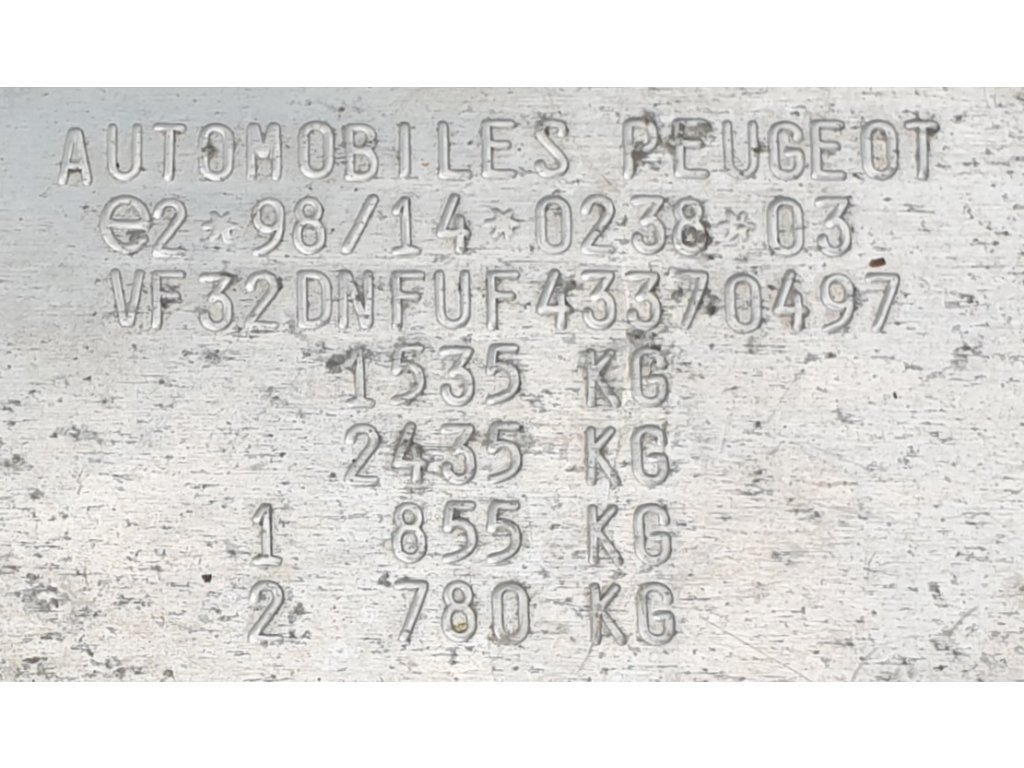 AUTOMOBILES PEUGEOT
e2*98/14*0238*03
VF32DNFUF43370497
1535 KG
2435 KG
1 855 KG
2 780 KG